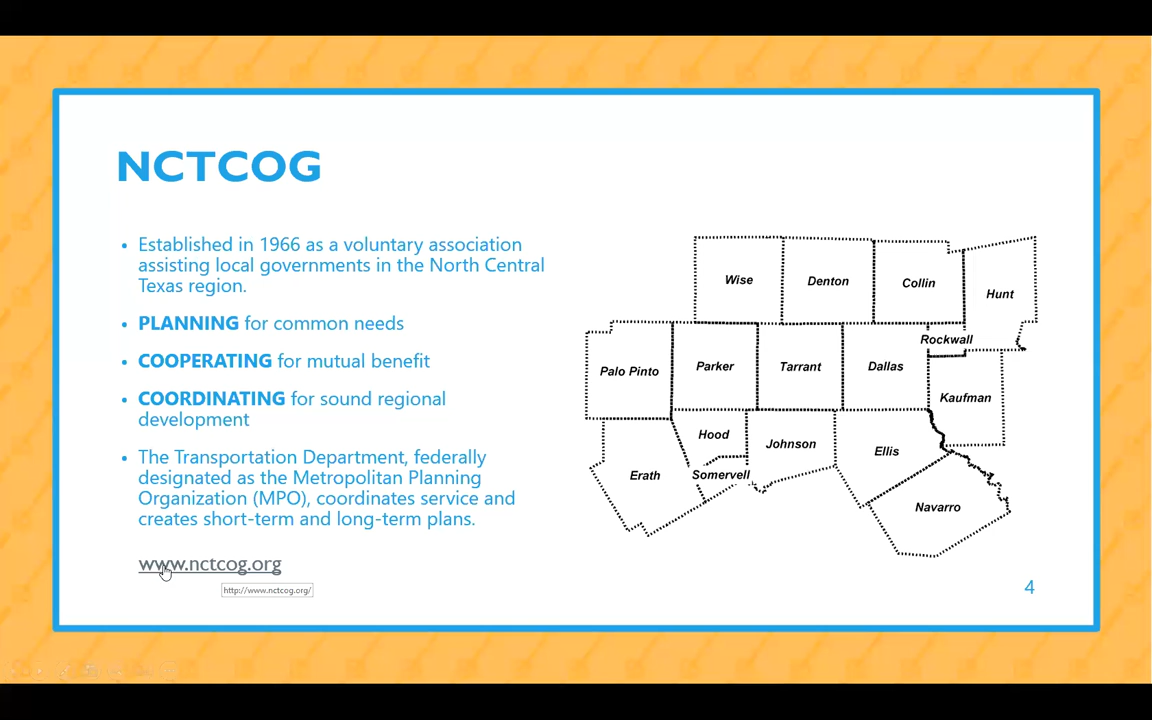 NCTCOG
• Established in 1966 as a voluntary association
assisting local governments in the North Central
Texas region.
• PLANNING for common needs
• COOPERATING for mutual benefit
• COORDINATING for sound regional
development
• The Transportation Department, federally
designated as the Metropolitan Planning
Organization (MPO), coordinates service and
creates short-term and long-term plans.
www.nctcog.org
http://www.nctcog.org/
Wise
Denton
Collin
Hunt
Rockwall
Palo Pinto
Parker
Tarrant
Dallas
Kaufman
Hood
Johnson
Ellis
Erath
Somervell
Navarro
4